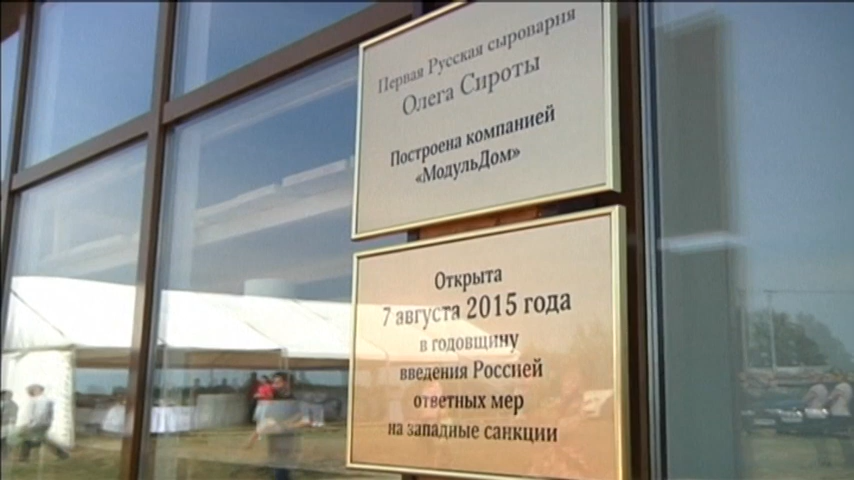 Первая Русская сыроварня
Олега Сироты
Построена компанией
«МодульДом»
Открыта
7 августа 2015 года
в годовщину
введения Россией
ответных мер
на западные санкции